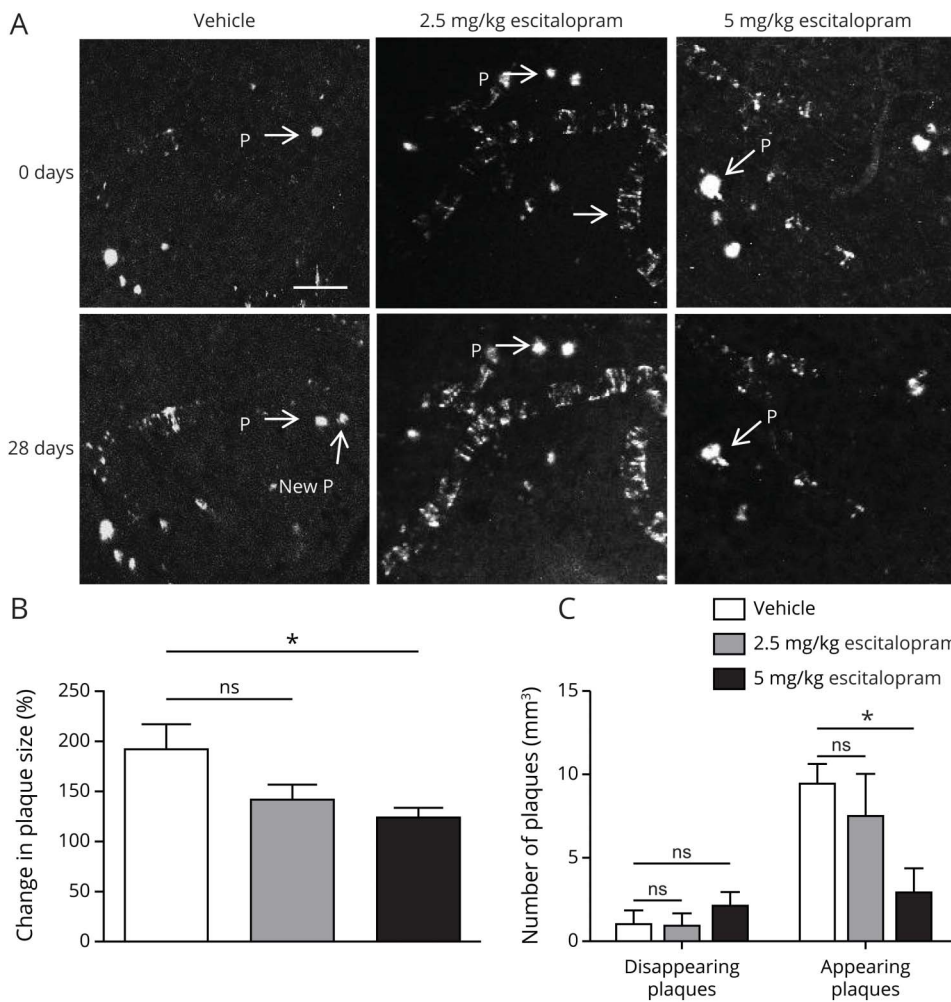 A
Vehicle
2.5 mg/kg escitalopram
5 mg/kg escitalopram
0 days
P
P
P
28 days
P
New P
P
P
B
*
ns
Change in plaque size (%)
250
200
150
100
50
0
C
Vehicle
2.5 mg/kg escitalopram
5 mg/kg escitalopram
Number of plaques (mm³)
15
10
5
0
ns
ns
*
ns
Disappearing
plaques
Appearing
plaques